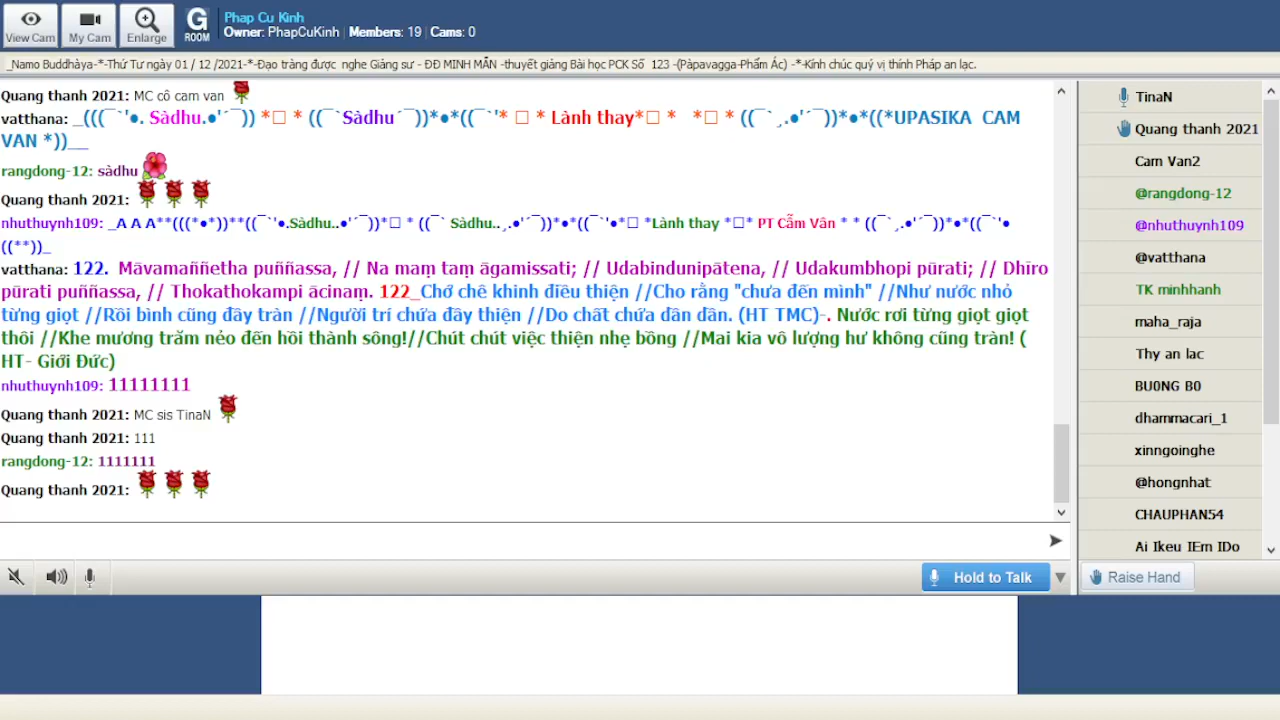 View Cam
My Cam
Enlarge
G
ROOM
Phap Cu Kinh
Owner: PhapCuKinh | Members: 19 | Cams: 0
_Namo Buddhàya-*-Thứ Tư ngày 01 / 12 /2021-*-Đạo tràng được nghe Giảng sư - ĐĐ MINH MẪN -thuyết giảng Bài học PCK Số 123 -(Pàpavagga-Phẩm Ác) -*-Kính chúc quý vị thính Pháp an lạc.
Quang thanh 2021: MC cô cam van
vatthana: _(((¯`'●. Sàdhu.●'´¯)) *□ * ((¯`Sàdhu´¯))*●*((¯`'* □ * Lành thay*□ * *□ * ((¯`¸.●'´¯))*●*((*UPASIKA CAM
VAN *))__
rangdong-12: sàdhu
Quang thanh 2021:
nhuthuynh109: _A A A**(((*●*))**((¯`'●.Sàdhu..●'´¯))*□ * ((¯` Sàdhu..¸.●'´¯))*●*((¯`'●*□ *Lành thay *□* PT Cẩm Vân * * ((¯`¸.●'´¯))*●*((¯`'●
((**))_
vatthana: 122. Māvamaññetha puññassa, // Na maṃ taṃ āgamissati; // Udabindunipātena, // Udakumbhopi pūrati; // Dhīro
pūrati puññassa, // Thokathokampi ācinaṃ. 122_Chớ chê khinh điều thiện //Cho rằng "chưa đến mình" //Như nước nhỏ
từng giọt //Rồi bình cũng đầy tràn //Người trí chứa đầy thiện //Do chất chứa dần dần. (HT TMC)-. Nước rơi từng giọt giọt
thôi //Khe mương trăm nẻo đến hồi thành sông!//Chút chút việc thiện nhẹ bồng //Mai kia vô lượng hư không cũng tràn! (
HT- Giới Đức)
nhuthuynh109: 11111111
Quang thanh 2021: MC sis TinaN
Quang thanh 2021: 111
rangdong-12: 1111111
Quang thanh 2021:
Hold to Talk
TinaN
Quang thanh 2021
Cam Van2
@rangdong-12
@nhuthuynh109
@vatthana
TK minhhanh
maha_raja
Thy an lac
BU0NG B0
dhammacari_1
xinngoinghe
@hongnhat
CHAUPHAN54
Ai Ikeu IEm IDo
Raise Hand